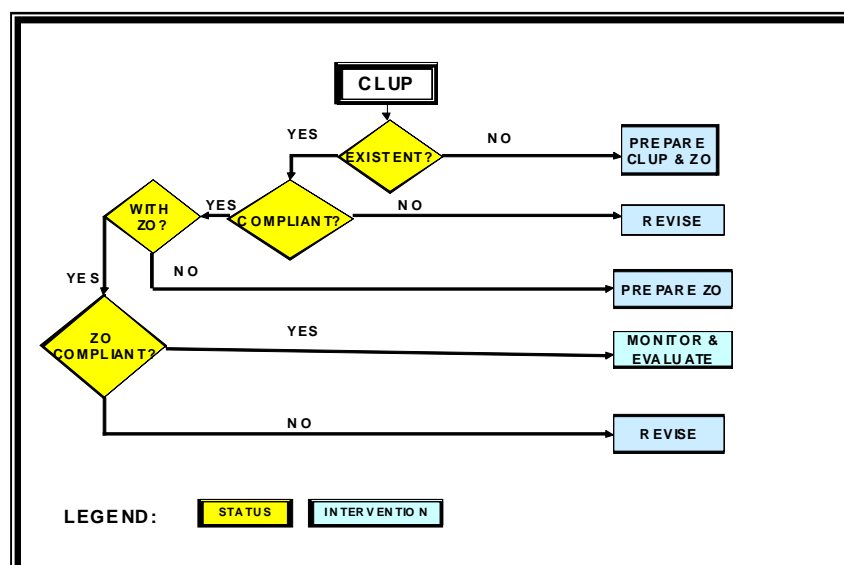 CLUP
YES
NO
EXISTENT?
PREPARE
CLUP & ZO
WITH
ZO?
YES
COMPLIANT?
NO
REVISE
YES
NO
PREPARE ZO
ZO
COMPLIANT?
YES
MONITOR &
EVALUATE
NO
REVISE
LEGEND:
STATUS
INTERVENTION